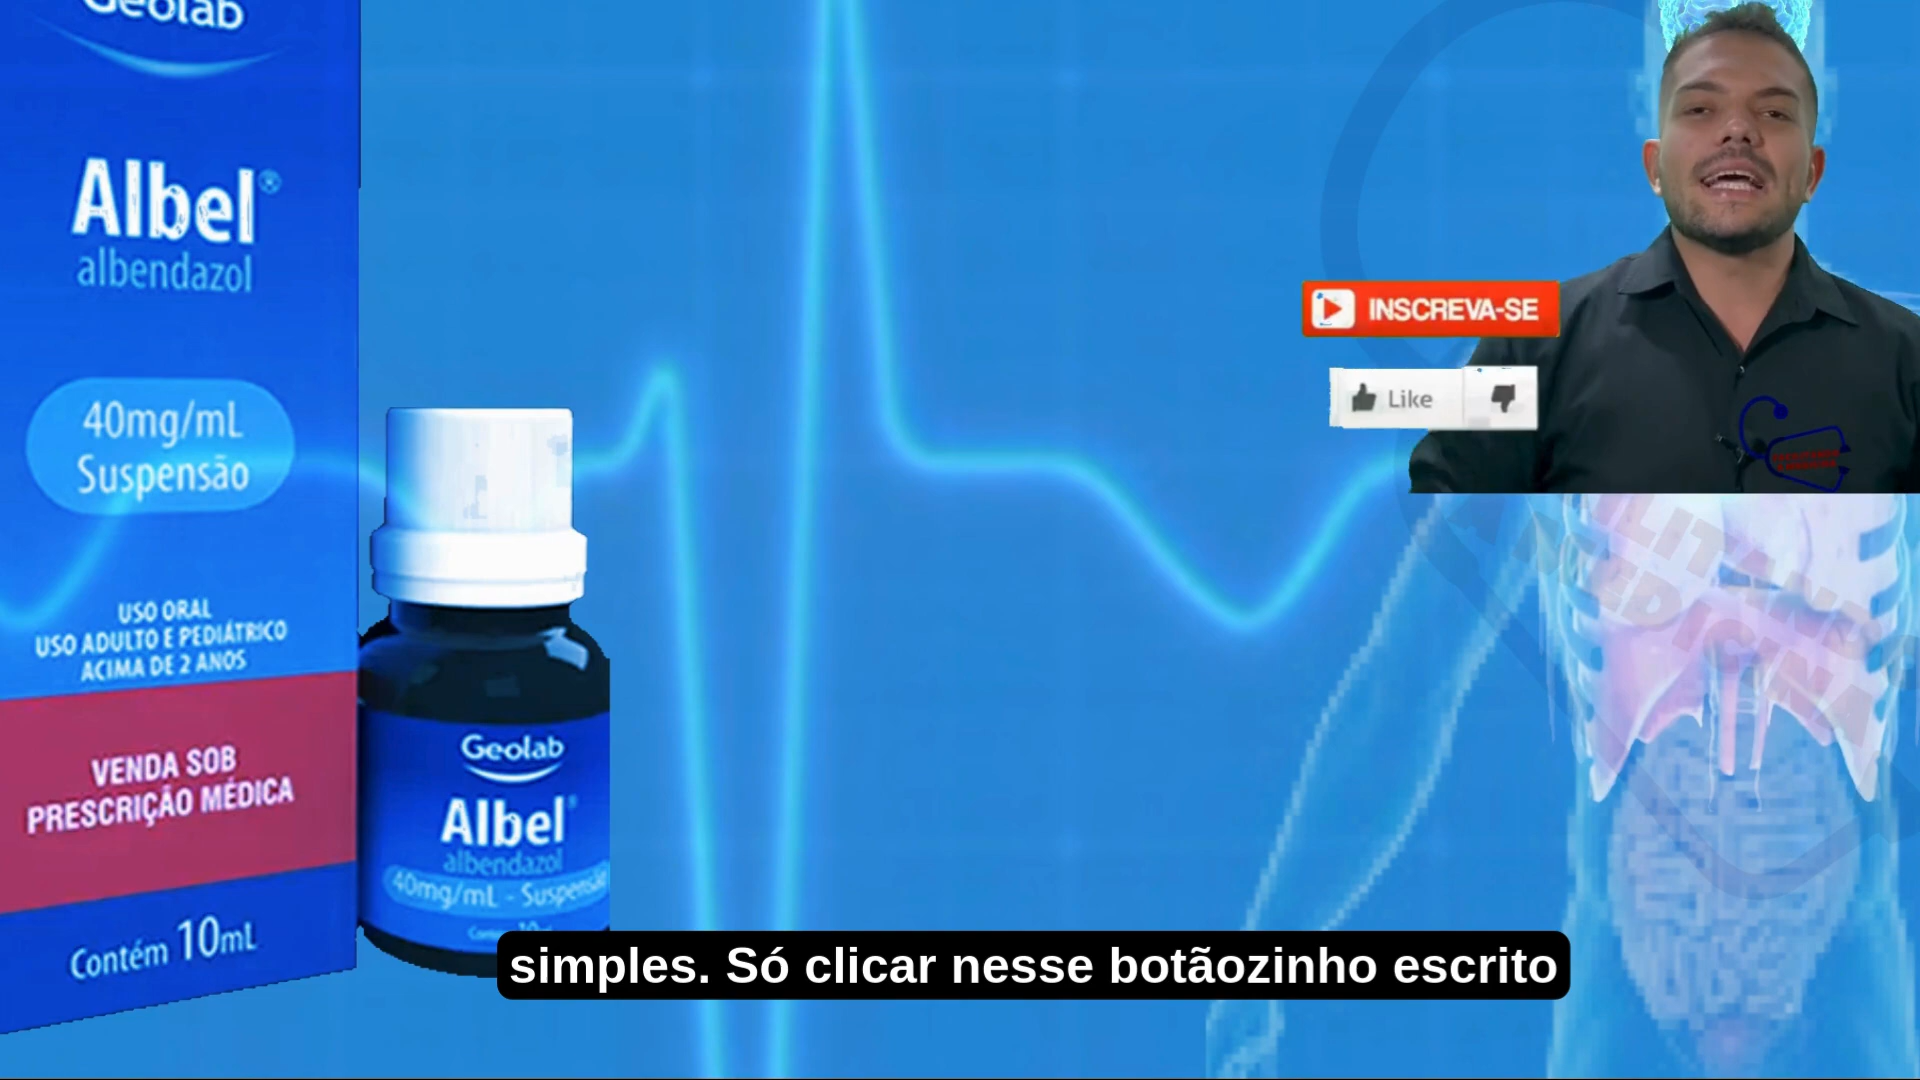 Geolab
Albel®
albendazol
40mg/mL
Suspensão
USO ORAL
USO ADULTO E PEDIÁTRICO
ACIMA DE 2 ANOS
VENDA SOB
PRESCRIÇÃO MÉDICA
Contém 10mL
Geolab
Albel®
albendazol
40mg/mL - Suspensão
INSCREVA-SE
Like
simples. Só clicar nesse botãozinho escrito